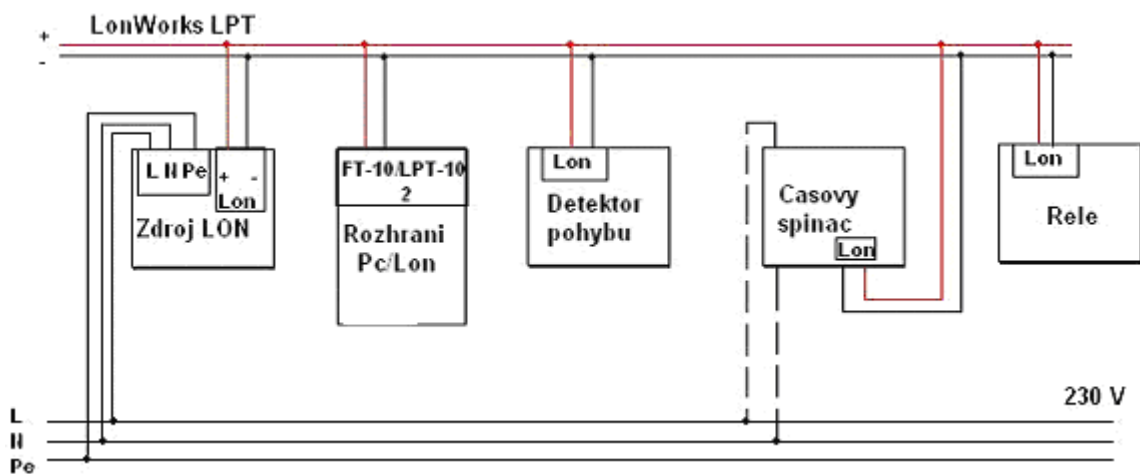 LonWorks LPT
+
-
L N Pe
+ -
Lon
Zdroj LON
FT-10/LPT-10
2
Rozhrani
Pc/Lon
Lon
Detektor
pohybu
Casovy
spinac
Lon
Lon
Rele
230 V
L
N
Pe